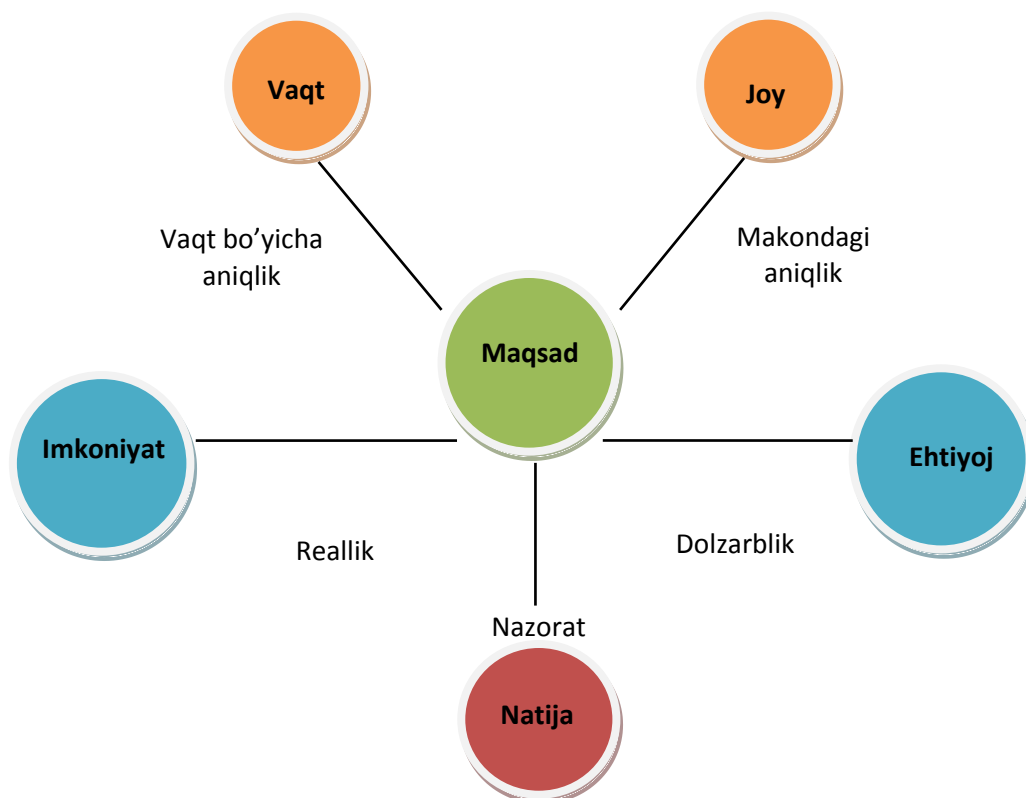 Vaqt
Joy
Vaqt bo’yicha
aniqlik
Makondagi
aniqlik
Maqsad
Imkoniyat
Ehtiyoj
Reallik
Dolzarblik
Nazorat
Natija